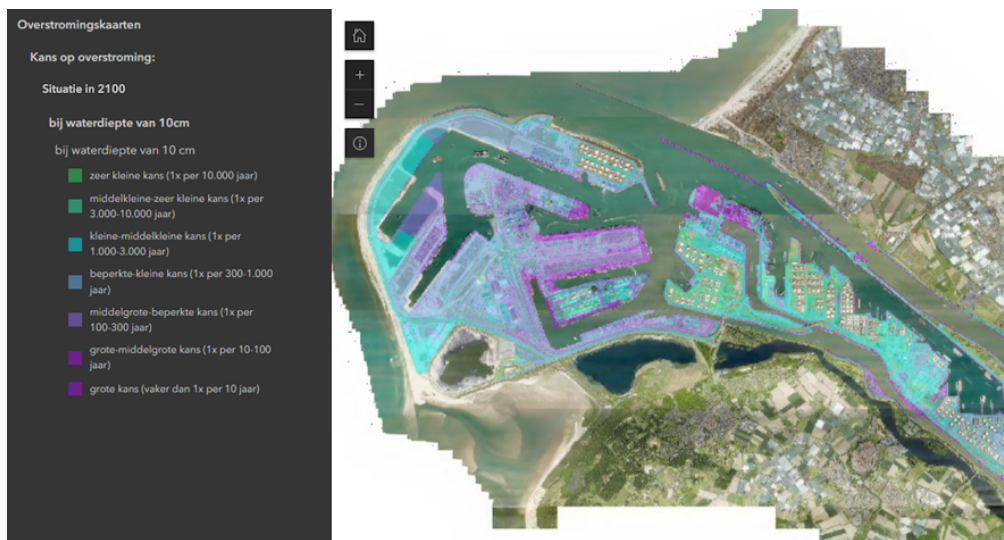 Overstromingskaarten
Kans op overstroming:
Situatie in 2100
bij waterdiepte van 10cm
bij waterdiepte van 10 cm
zeer kleine kans (1x per 10.000 jaar)
middelkleine-zeer kleine kans (1x per
3.000-10.000 jaar)
kleine-middelkleine kans (1x per
1.000-3.000 jaar)
beperkte-kleine kans (1x per 300-1.000
jaar)
middelgrote-beperkte kans (1x per
100-300 jaar)
grote-middelgrote kans (1x per 10-100
jaar)
grote kans (vaker dan 1x per 10 jaar)